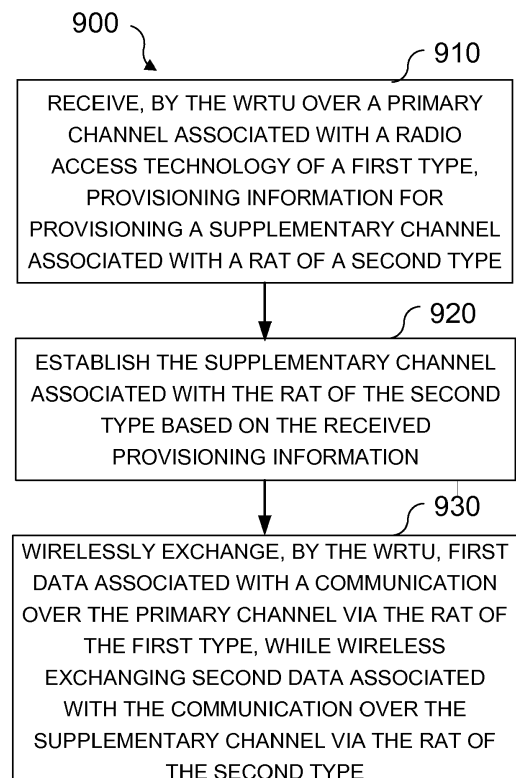 900
910
RECEIVE, BY THE WRTU OVER A PRIMARY
CHANNEL ASSOCIATED WITH A RADIO
ACCESS TECHNOLOGY OF A FIRST TYPE,
PROVISIONING INFORMATION FOR
PROVISIONING A SUPPLEMENTARY CHANNEL
ASSOCIATED WITH A RAT OF A SECOND TYPE
920
ESTABLISH THE SUPPLEMENTARY CHANNEL
ASSOCIATED WITH THE RAT OF THE SECOND
TYPE BASED ON THE RECEIVED
PROVISIONING INFORMATION
930
WIRELESSLY EXCHANGE, BY THE WRTU, FIRST
DATA ASSOCIATED WITH A COMMUNICATION
OVER THE PRIMARY CHANNEL VIA THE RAT OF
THE FIRST TYPE, WHILE WIRELESS
EXCHANGING SECOND DATA ASSOCIATED
WITH THE COMMUNICATION OVER THE
SUPPLEMENTARY CHANNEL VIA THE RAT OF
THE SECOND TYPE